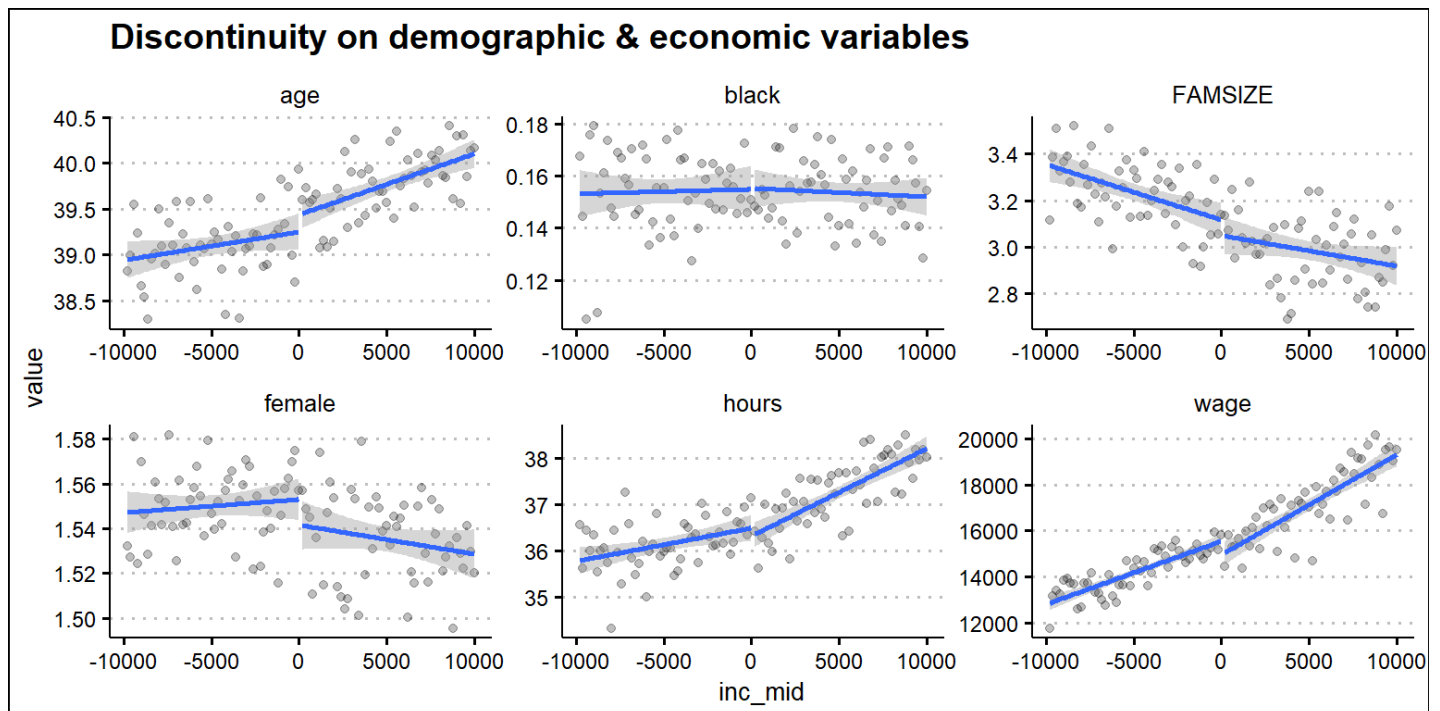 Discontinuity on demographic & economic variables
age
black
FAMSIZE
40.5
40.0
39.5
39.0
38.5
-10000 -5000 0 5000 10000
0.18
0.16
0.14
0.12
-10000 -5000 0 5000 10000
3.4
3.2
3.0
2.8
-10000 -5000 0 5000 10000
value
female
hours
wage
1.58
1.56
1.54
1.52
1.50
-10000 -5000 0 5000 10000
38
37
36
35
-10000 -5000 0 5000 10000
20000
18000
16000
14000
12000
-10000 -5000 0 5000 10000
inc_mid